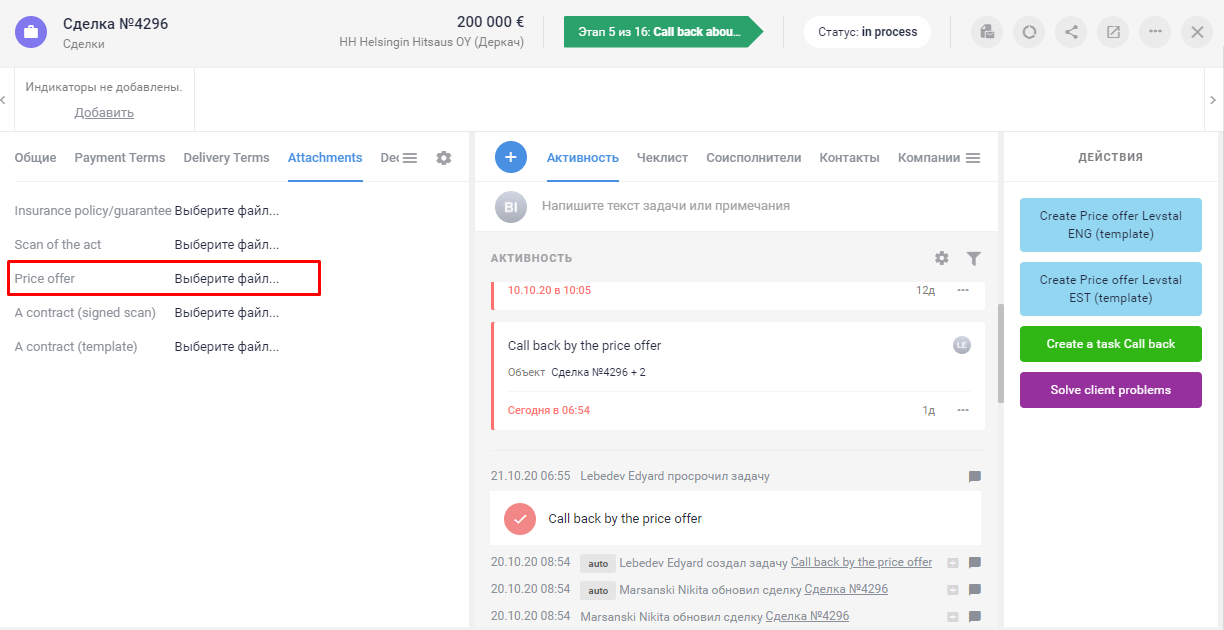 Сделка №4296
Сделки
200 000 €
HH Helsingin Hitsaus OY (Деркач)
Этап 5 из 16: Call back abou...
Статус: in process
Индикаторы не добавлены.
Добавить
Общие Payment Terms Delivery Terms Attachments Dec
Insurance policy/guarantee Выберите файл...
Scan of the act Выберите файл...
Price offer Выберите файл...
A contract (signed scan) Выберите файл...
A contract (template) Выберите файл...
+ Активность Чеклист Соисполнители Контакты Компании
BI Напишите текст задачи или примечания
АКТИВНОСТЬ
10.10.20 в 10:05 12д
Call back by the price offer LE
Объект Сделка №4296 + 2
Сегодня в 06:54 1д
21.10.20 06:55 Lebedev Edyard просрочил задачу
Call back by the price offer
20.10.20 08:54 auto Lebedev Edyard создал задачу Call back by the price offer
20.10.20 08:54 auto Marsanski Nikita обновил сделку Сделка №4296
20.10.20 08:54 Marsanski Nikita обновил сделку Сделка №4296
ДЕЙСТВИЯ
Create Price offer Levstal
ENG (template)
Create Price offer Levstal
EST (template)
Create a task Call back
Solve client problems